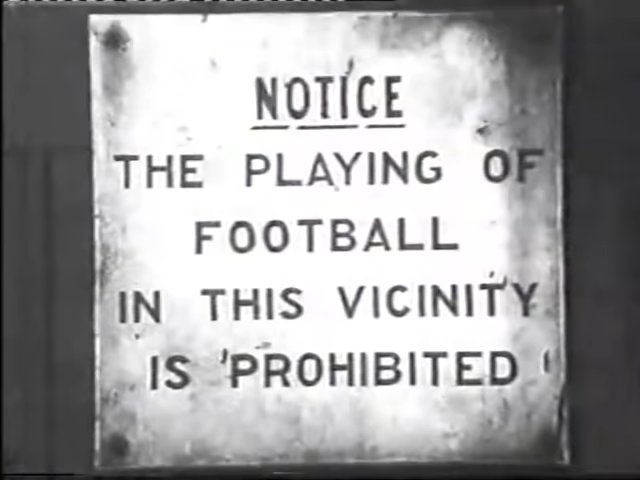 NOTICE
THE PLAYING OF
FOOTBALL
IN THIS VICINITY
IS 'PROHIBITED'